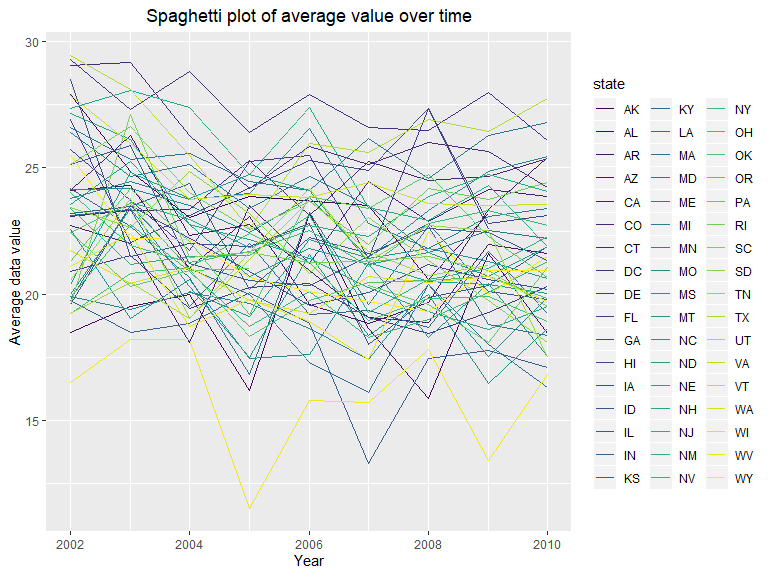 Spaghetti plot of average value over time
Average data value
30
25
20
15
2002
2004
2006
2008
2010
Year
state
AK KY NY
AL LA OH
AR MA OK
AZ MD OR
CA ME PA
CO MI RI
CT MN SC
DC MO SD
DE MS TN
FL MT TX
GA NC UT
HI ND VA
IA NE VT
ID NH WA
IL NJ WI
IN NM WV
KS NV WY